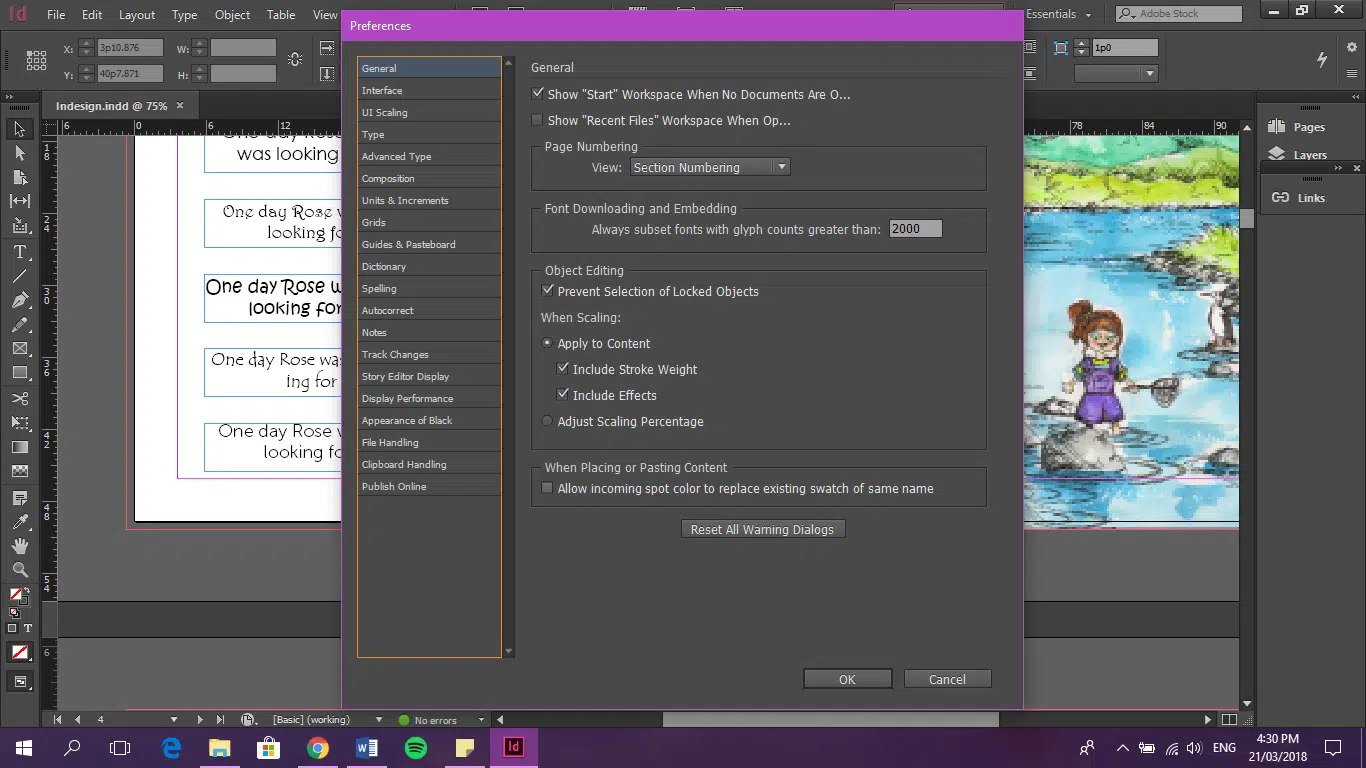 Id File Edit Layout Type Object Table View
Preferences
Essentials
Adobe Stock
X: 3p10.876 W:
Y: 40p7.871 H:
1p0
Indesign.indd @ 75% ×
6 0 6 12 78 84 90
General
Interface
UI Scaling
Type
Advanced Type
Composition
Units & Increments
Grids
Guides & Pasteboard
Dictionary
Spelling
Autocorrect
Notes
Track Changes
Story Editor Display
Display Performance
Appearance of Black
File Handling
Clipboard Handling
Publish Online
General
Show "Start" Workspace When No Documents Are O...
Show "Recent Files" Workspace When Op...
Page Numbering
View: Section Numbering
Font Downloading and Embedding
Always subset fonts with glyph counts greater than: 2000
Object Editing
Prevent Selection of Locked Objects
When Scaling:
Apply to Content
Include Stroke Weight
Include Effects
Adjust Scaling Percentage
When Placing or Pasting Content
Allow incoming spot color to replace existing swatch of same name
Reset All Warning Dialogs
OK Cancel
was looking
One day Rose w
looking fo
One day Rose w
looking for
One day Rose was
ing for
One day Rose w
looking fo
Pages
Layers
Links
4 [Basic] (working) No errors
ENG
4:30 PM
21/03/2018